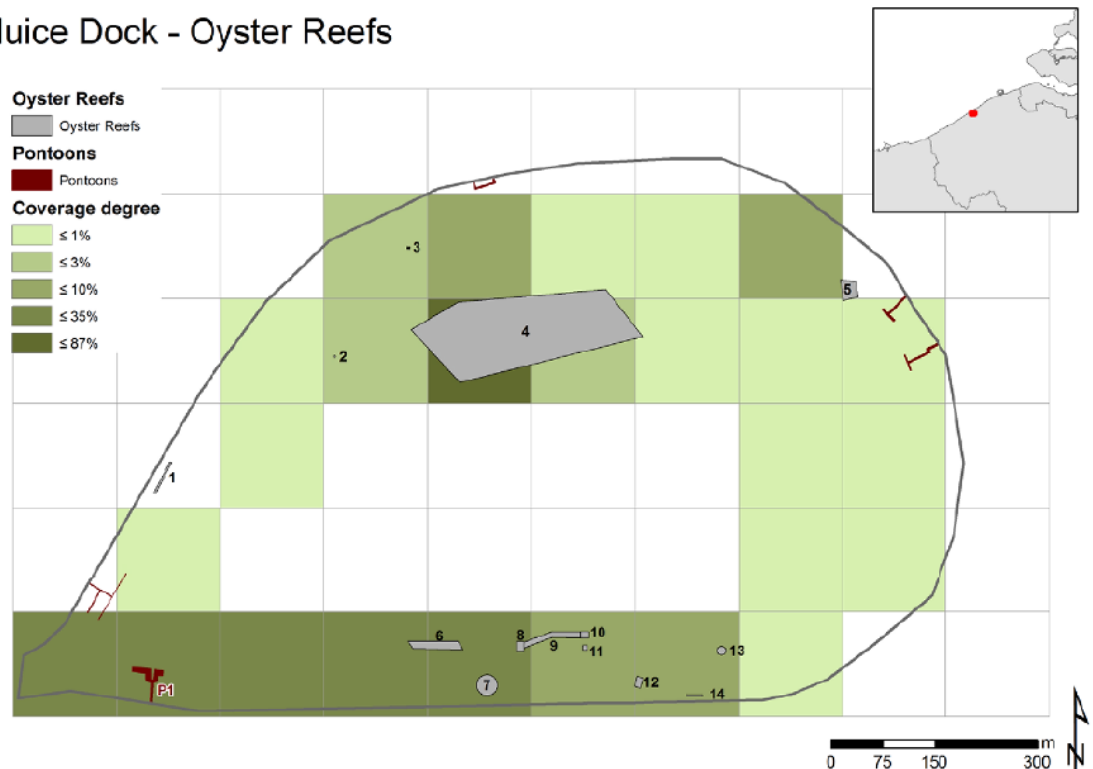 luice Dock - Oyster Reefs
Oyster Reefs
Oyster Reefs
Pontoons
Pontoons
Coverage degree
≤ 1%
≤ 3%
≤ 10%
≤ 35%
≤ 87%
3
5
4
2
1
6
8
10
9
11
13
7
12
14
P1
m
0 75 150 300
N